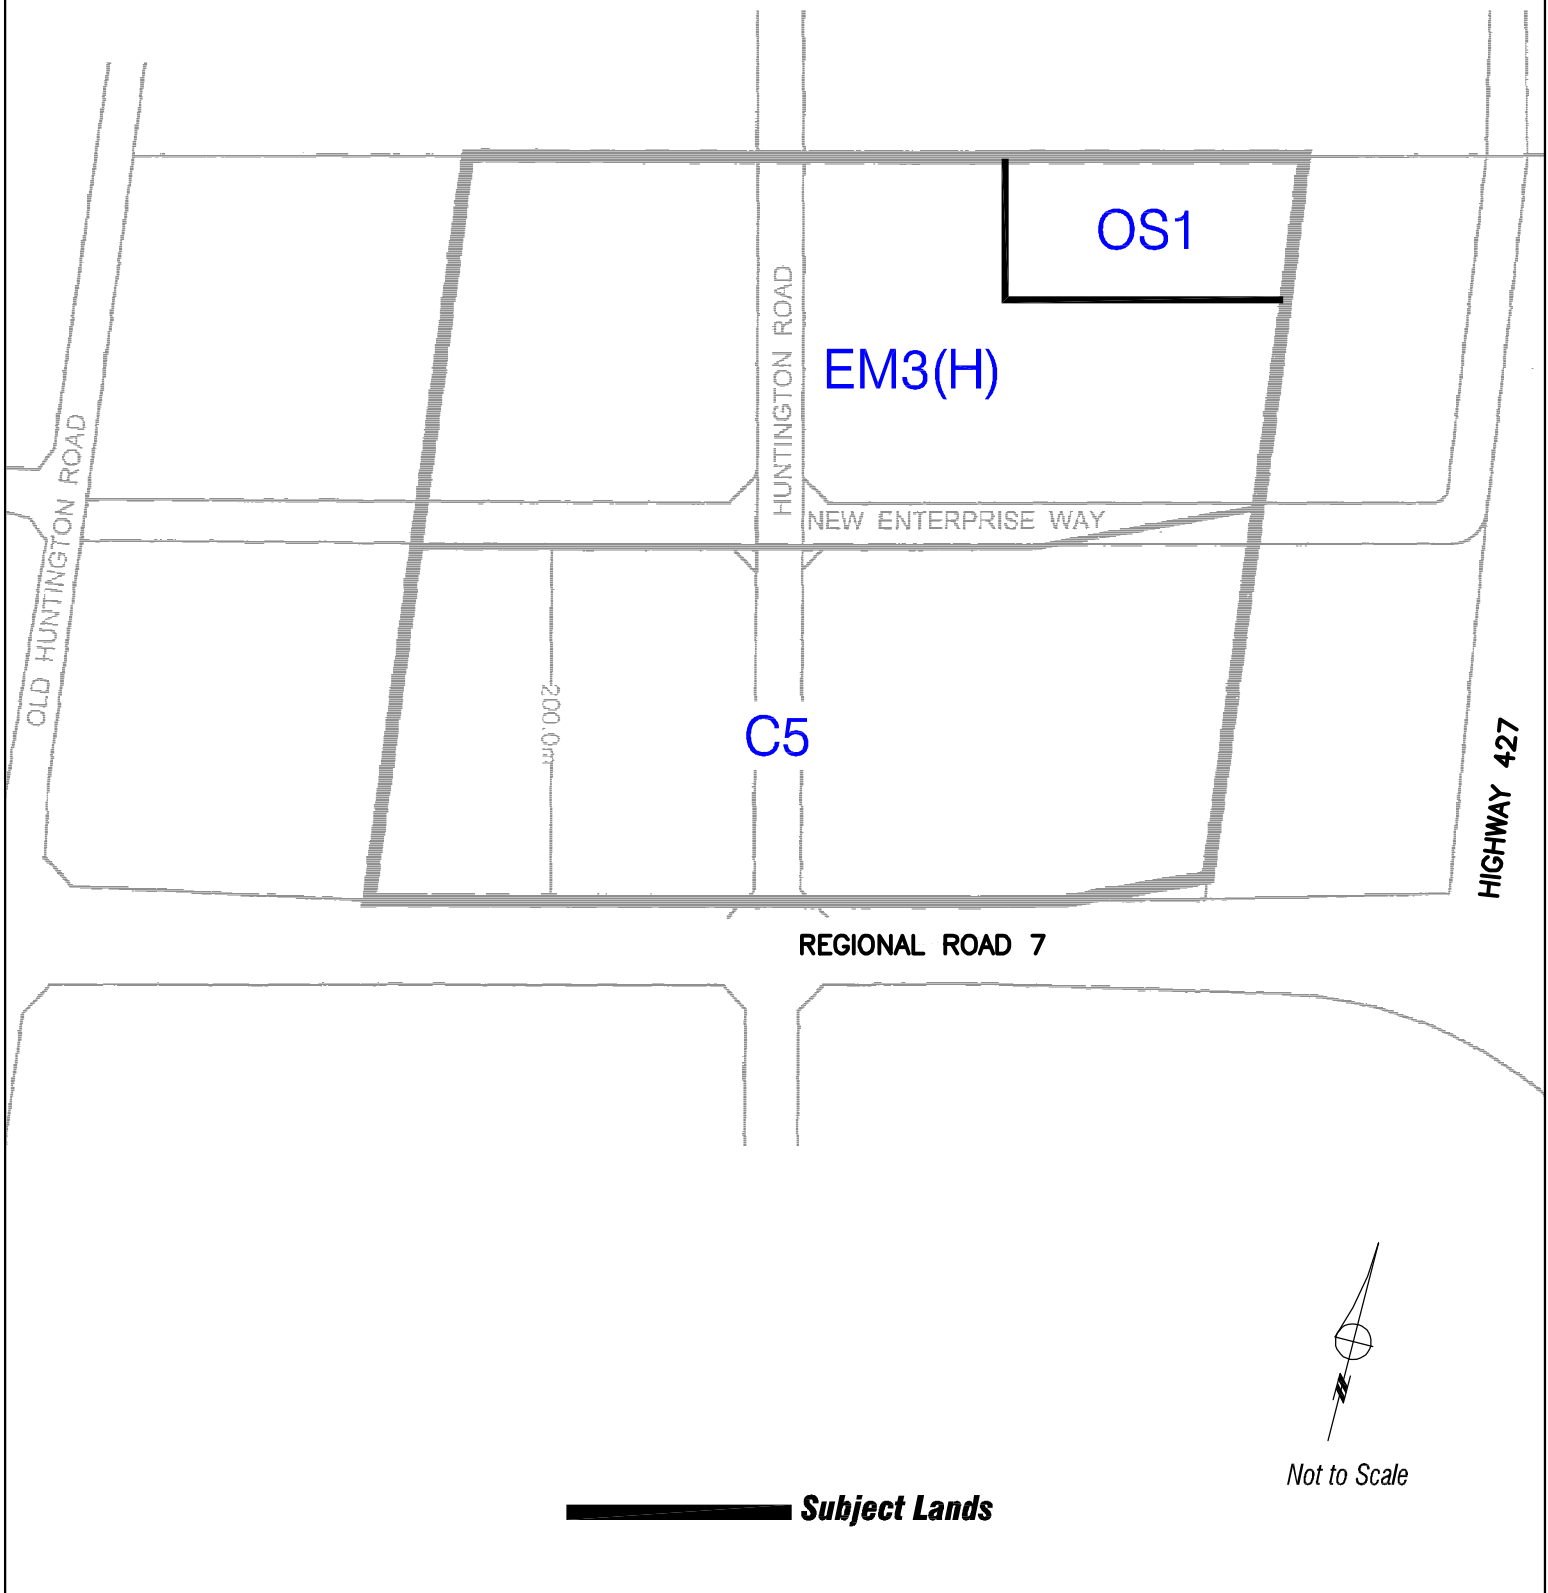 OS1
HUNTINGTON ROAD
EM3(H)
OLD HUNTINGTON ROAD
NEW ENTERPRISE WAY
200.0m
C5
HIGHWAY 427
REGIONAL ROAD 7
N
Not to Scale
Subject Lands